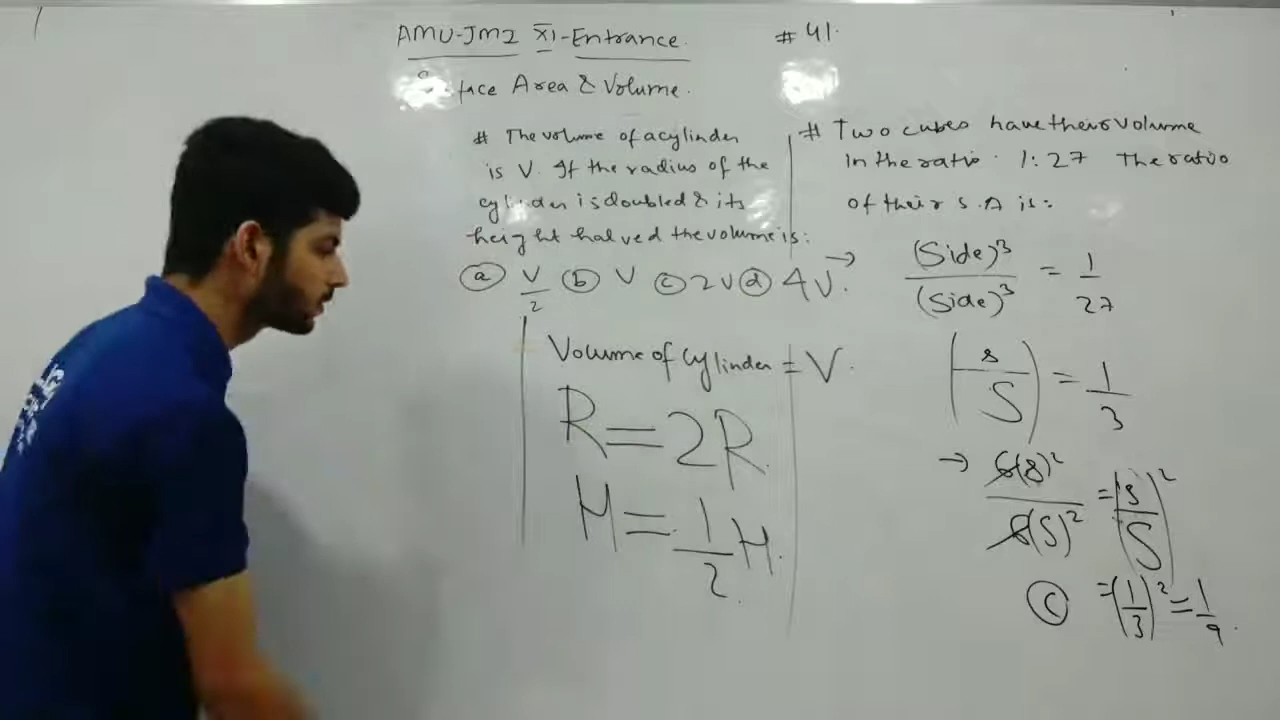 AMU-JMI XI-Entrance. # 41.
face Area & Volume.
# The volume of a cylinder
is V. If the radius of the
cylinder is doubled & its
height halved the volume is:
(a) V/2 (b) V (c) 2V (d) 4V. →
Volume of cylinder = V.
R = 2R.
H = 1/2 H.
# Two cubes have their volume
in the ratio. 1:27 The ratio
of their S.A is:
(Side)³/(Side)³ = 1/27
(s/S) = 1/3
→ 6(s)²/6(S)² = (s/S)²
(c) = (1/3)² = 1/9.